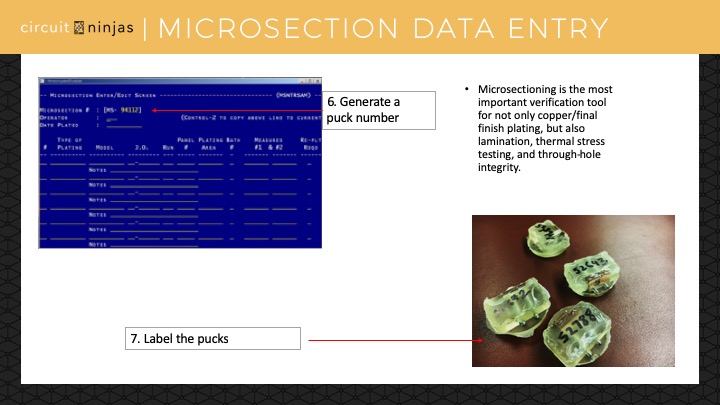 circuit ninjas | MICROSECTION DATA ENTRY
-- Microsection Enter/Edit Screen -- (MSNTRSAM)
Microsection # : [MS- 94112]
Operator :
(Control-Z to copy above line to current
Date Plated :
Type of Panel Plating Bath Measures Re-Plt
# Plating Model J.O. Run # Area # #1 & #2 Reqd
Notes
Notes
Notes
Notes
Notes
Notes
6. Generate a
puck number
• Microsectioning is the most
important verification tool
for not only copper/final
finish plating, but also
lamination, thermal stress
testing, and through-hole
integrity.
7. Label the pucks
52643
52788